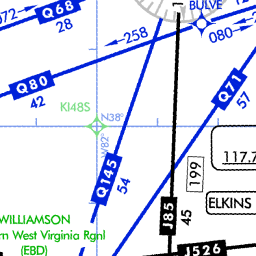 BULVE
072
Q68
28
258
080
Q80
42
Q71
57
KI48S
N38°
W82°
Q145
54
117.7
199
J85
45
ELKINS
WILLIAMSON
rn West Virginia Rgnl
(EBD)
J526